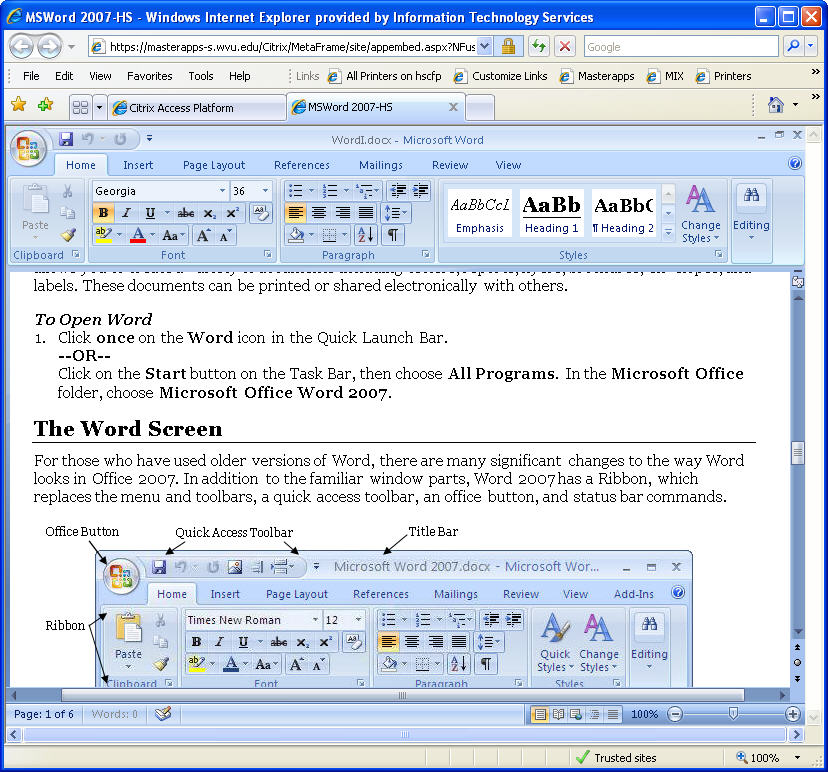 MSWord 2007-HS - Windows Internet Explorer provided by Information Technology Services
https://masterapps-s.wvu.edu/Citrix/MetaFrame/site/appembed.aspx?NFus
Google
File Edit View Favorites Tools Help Links All Printers on hscfp Customize Links Masterapps MIX Printers
Citrix Access Platform MSWord 2007-HS
WordI.docx - Microsoft Word
Home Insert Page Layout References Mailings Review View
Georgia 36 AaBbCcI AaBb AaBbC
Paste B I U abc x₂ x² Emphasis Heading 1 ¶ Heading 2 Change Styles Editing
ab A Aa A A A Z ¶
Clipboard Font Paragraph Styles
labels. These documents can be printed or shared electronically with others.
To Open Word
1. Click once on the Word icon in the Quick Launch Bar.
--OR--
Click on the Start button on the Task Bar, then choose All Programs. In the Microsoft Office
folder, choose Microsoft Office Word 2007.
The Word Screen
For those who have used older versions of Word, there are many significant changes to the way Word
looks in Office 2007. In addition to the familiar window parts, Word 2007 has a Ribbon, which
replaces the menu and toolbars, a quick access toolbar, an office button, and status bar commands.
Office Button Quick Access Toolbar Title Bar
Microsoft Word 2007.docx - Microsoft Wor...
Home Insert Page Layout References Mailings Review View Add-Ins
Ribbon
Times New Roman 12
Paste B I U abc x₂ x² Quick Styles Change Styles Editing
ab A Aa A A A Z ¶
Clipboard Font Paragraph Styles
Page: 1 of 6 Words: 0 100%
Trusted sites 100%